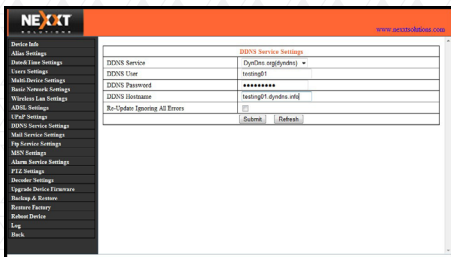 NEXXT
SOLUTIONS
www.nexxtsolutions.com
Device Info
Alias Settings
Date&Time Settings
Users Settings
Multi-Device Settings
Basic Network Settings
Wireless Lan Settings
ADSL Settings
UPnP Settings
DDNS Service Settings
Mail Service Settings
Ftp Service Settings
MSN Settings
Alarm Service Settings
PTZ Settings
Decoder Settings
Upgrade Device Firmware
Backup & Restore
Restore Factory
Reboot Device
Log
Back
DDNS Service Settings
DDNS Service DynDns.org(dyndns)
DDNS User testing01
DDNS Password •••••••••
DDNS Hostname testing01.dyndns.info
Re-Update Ignoring All Errors
Submit Refresh